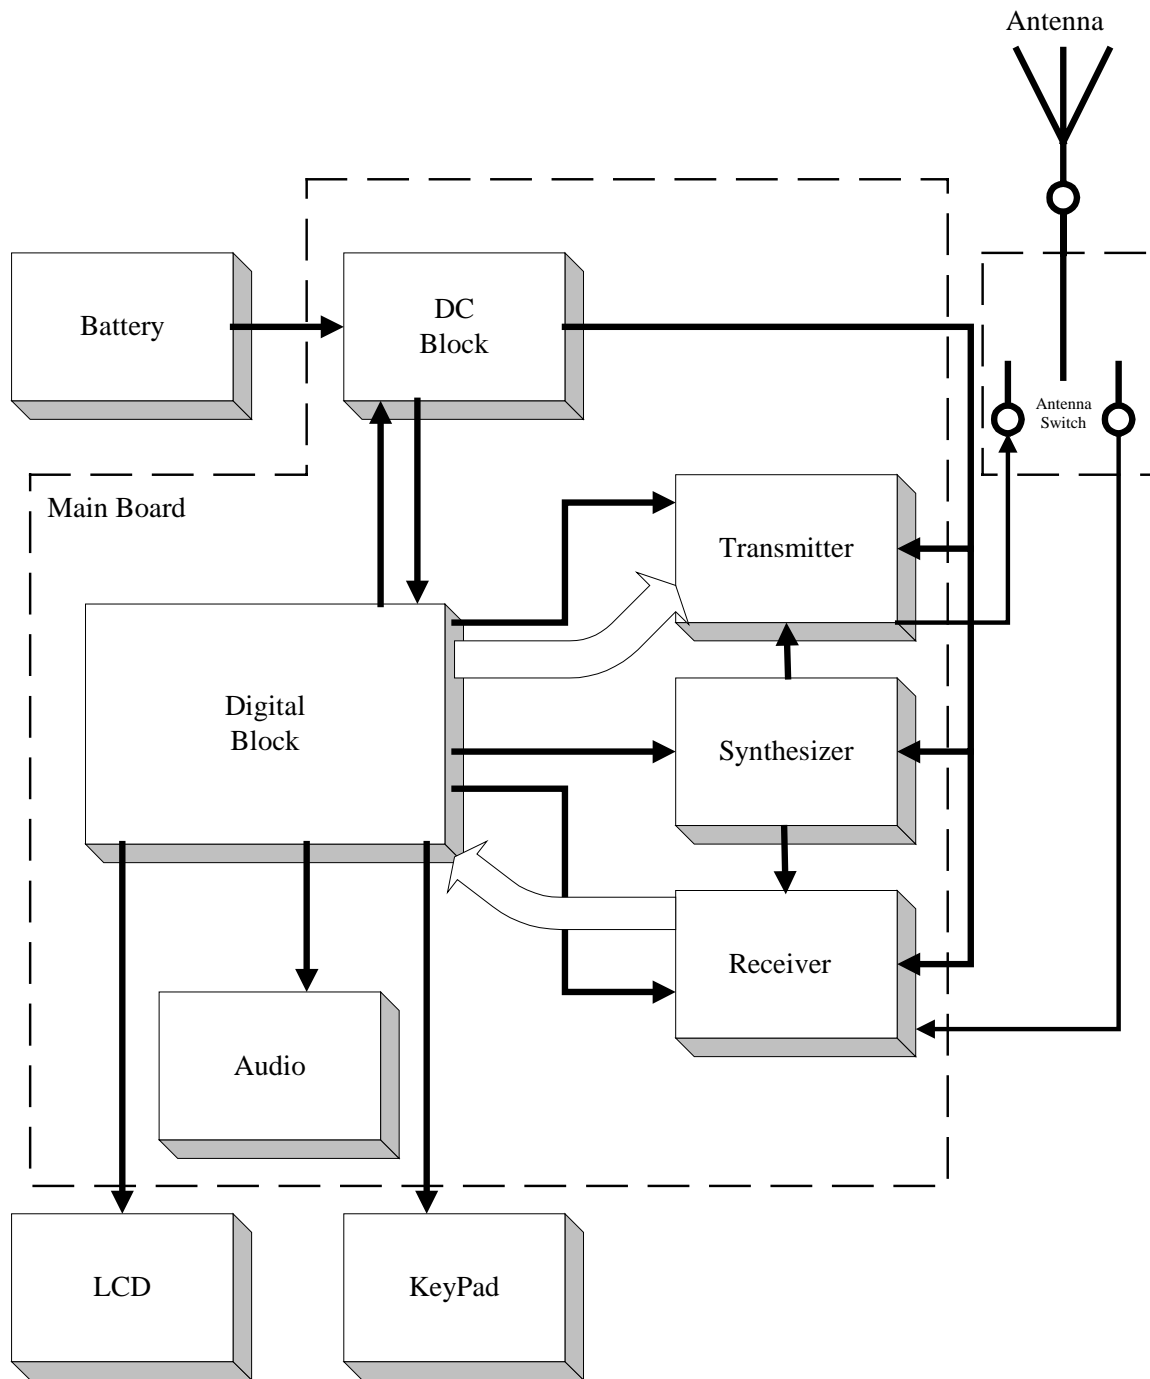 Antenna
Battery
DC
Block
Antenna
Switch
Main Board
Transmitter
Digital
Block
Synthesizer
Receiver
Audio
LCD
KeyPad